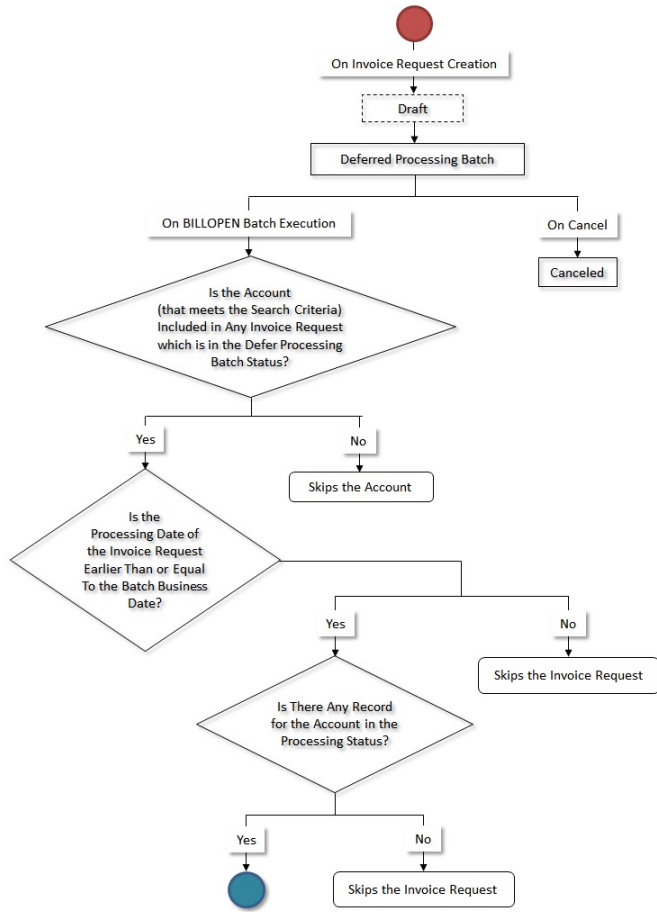 On Invoice Request Creation
Draft
Deferred Processing Batch
On BILLOPEN Batch Execution
On Cancel
Canceled
Is the Account
(that meets the Search Criteria)
Included in Any Invoice Request
which is in the Defer Processing
Batch Status?
Yes
No
Skips the Account
Is the
Processing Date of
the Invoice Request
Earlier Than or Equal
To the Batch Business
Date?
Yes
No
Skips the Invoice Request
Is There Any Record
for the Account in the
Processing Status?
Yes
No
Skips the Invoice Request